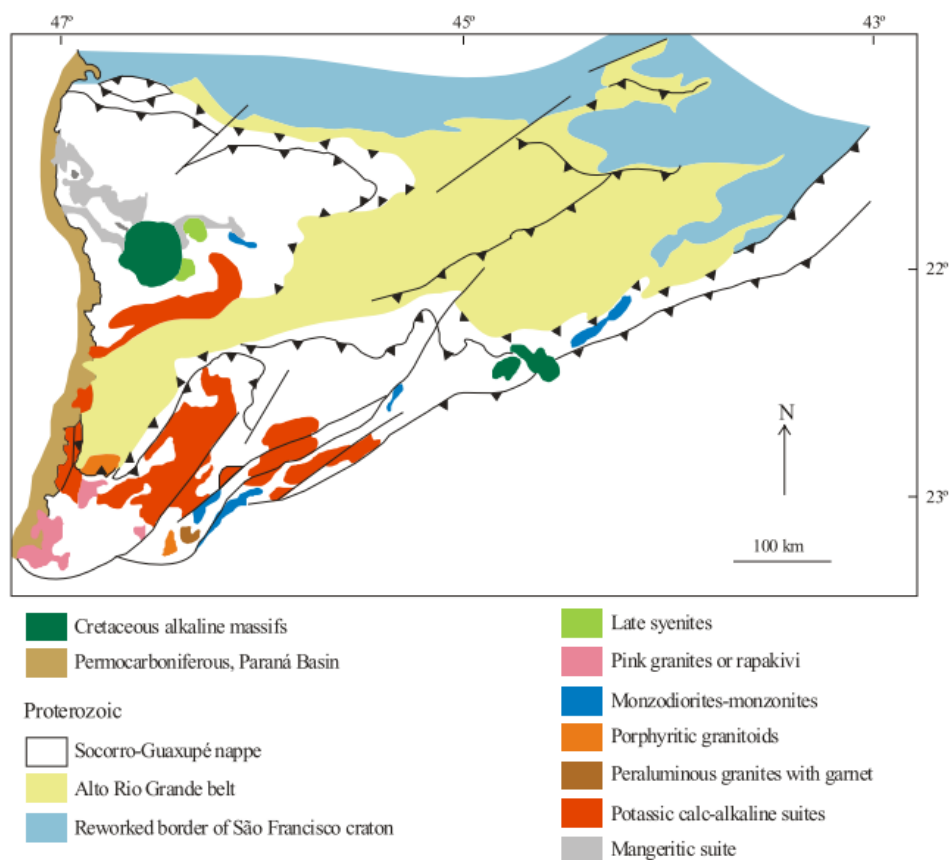 47º
45º
43º
22º
N
23º
100 km
Cretaceous alkaline massifs
Permocarboniferous, Paraná Basin
Proterozoic
Socorro-Guaxupé nappe
Alto Rio Grande belt
Reworked border of São Francisco craton
Late syenites
Pink granites or rapakivi
Monzodiorites-monzonites
Porphyritic granitoids
Peraluminous granites with garnet
Potassic calc-alkaline suites
Mangeritic suite